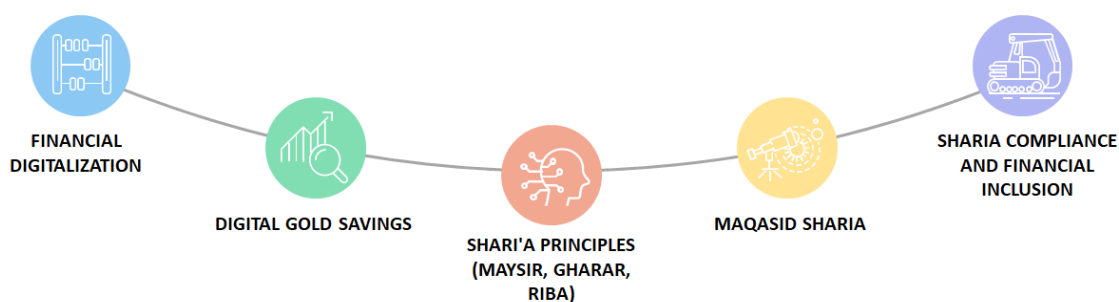 FINANCIAL
DIGITALIZATION
DIGITAL GOLD SAVINGS
SHARI'A PRINCIPLES
(MAYSIR, GHARAR,
RIBA)
MAQASID SHARIA
SHARIA COMPLIANCE
AND FINANCIAL
INCLUSION